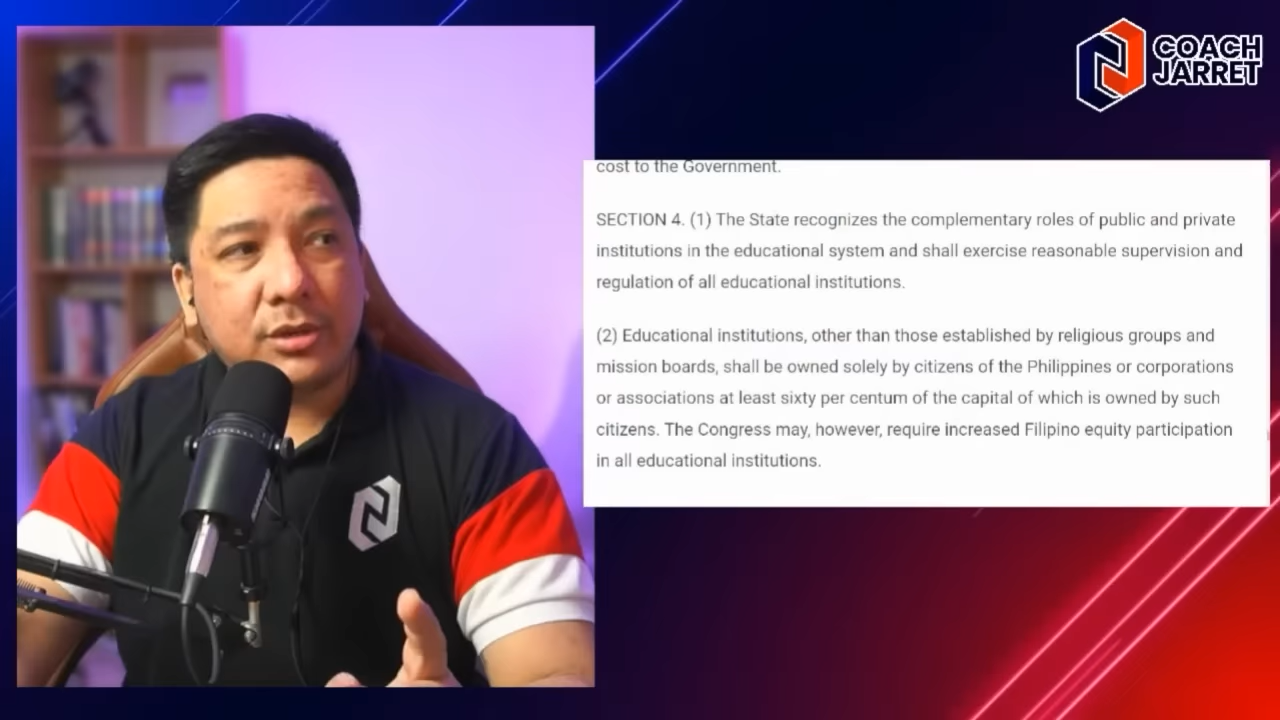 COACH
JARRET
cost to the Government.
SECTION 4. (1) The State recognizes the complementary roles of public and private
institutions in the educational system and shall exercise reasonable supervision and
regulation of all educational institutions.
(2) Educational institutions, other than those established by religious groups and
mission boards, shall be owned solely by citizens of the Philippines or corporations
or associations at least sixty per centum of the capital of which is owned by such
citizens. The Congress may, however, require increased Filipino equity participation
in all educational institutions.